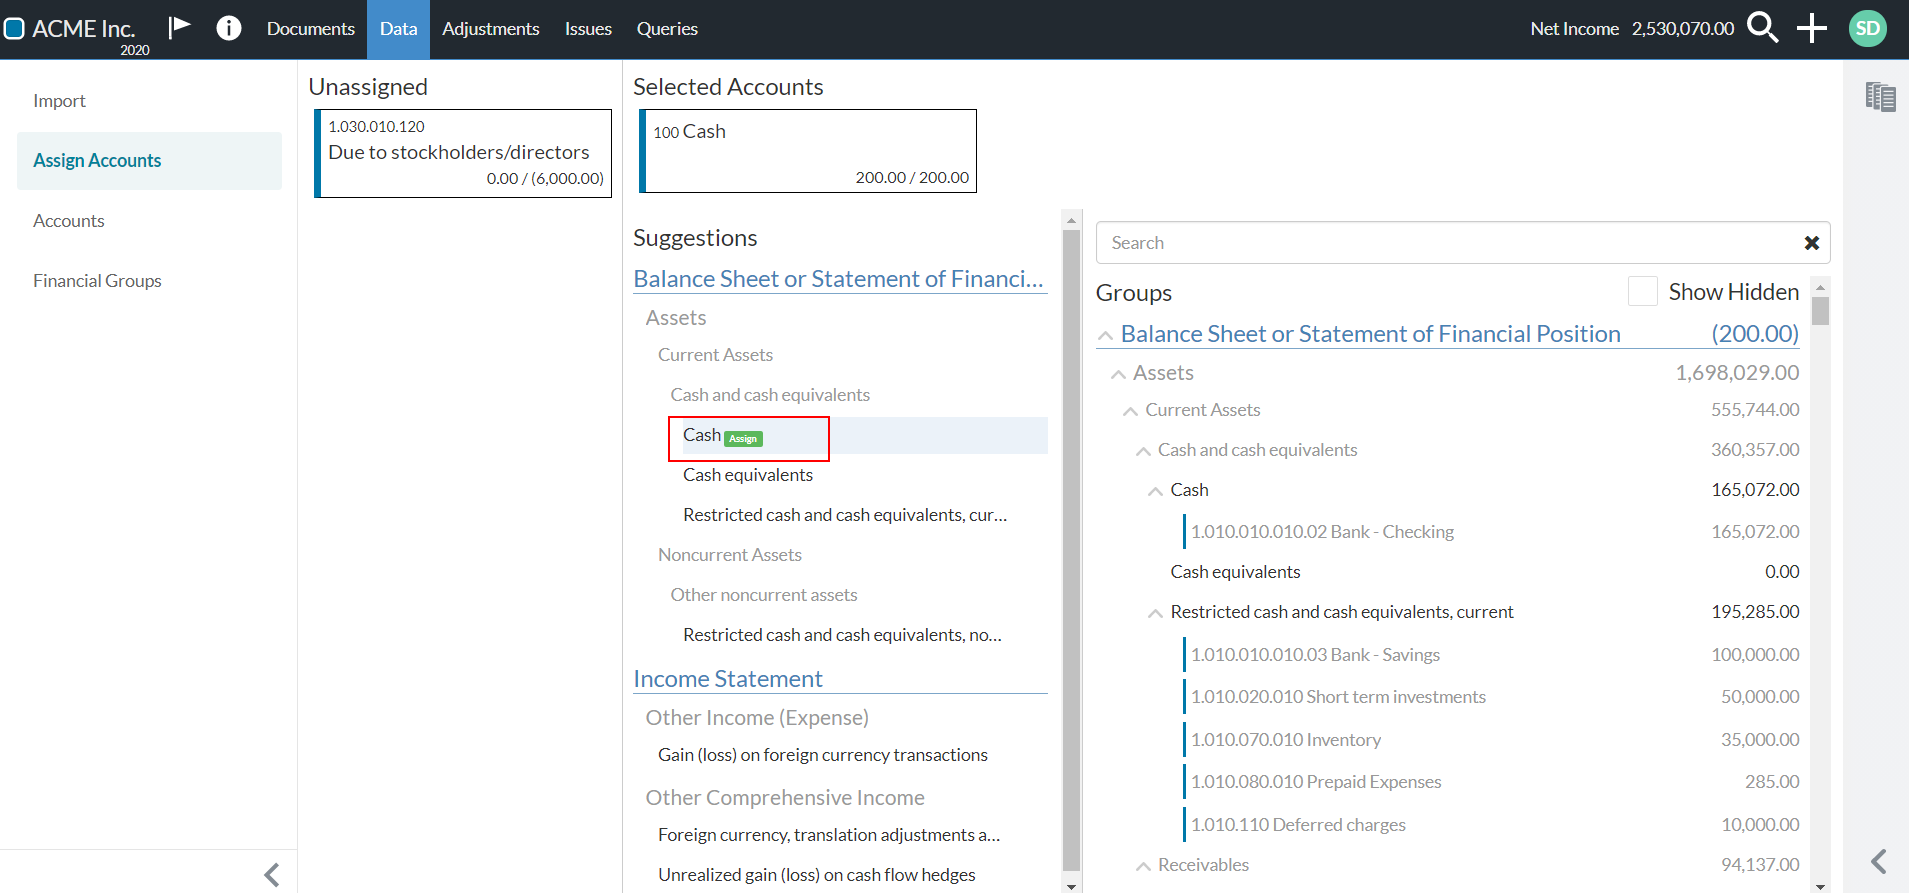 ACME Inc.
2020
Documents
Data
Adjustments
Issues
Queries
Net Income 2,530,070.00
SD
Import
Assign Accounts
Accounts
Financial Groups
Unassigned
1.030.010.120
Due to stockholders/directors
0.00 / (6,000.00)
Selected Accounts
100 Cash
200.00 / 200.00
Suggestions
Balance Sheet or Statement of Financi...
Assets
Current Assets
Cash and cash equivalents
Cash Assign
Cash equivalents
Restricted cash and cash equivalents, cur...
Noncurrent Assets
Other noncurrent assets
Restricted cash and cash equivalents, no...
Income Statement
Other Income (Expense)
Gain (loss) on foreign currency transactions
Other Comprehensive Income
Foreign currency, translation adjustments a...
Unrealized gain (loss) on cash flow hedges
Search
Groups
Show Hidden
Balance Sheet or Statement of Financial Position (200.00)
Assets 1,698,029.00
Current Assets 555,744.00
Cash and cash equivalents 360,357.00
Cash 165,072.00
1.010.010.010.02 Bank - Checking 165,072.00
Cash equivalents 0.00
Restricted cash and cash equivalents, current 195,285.00
1.010.010.010.03 Bank - Savings 100,000.00
1.010.020.010 Short term investments 50,000.00
1.010.070.010 Inventory 35,000.00
1.010.080.010 Prepaid Expenses 285.00
1.010.110 Deferred charges 10,000.00
Receivables 94,137.00